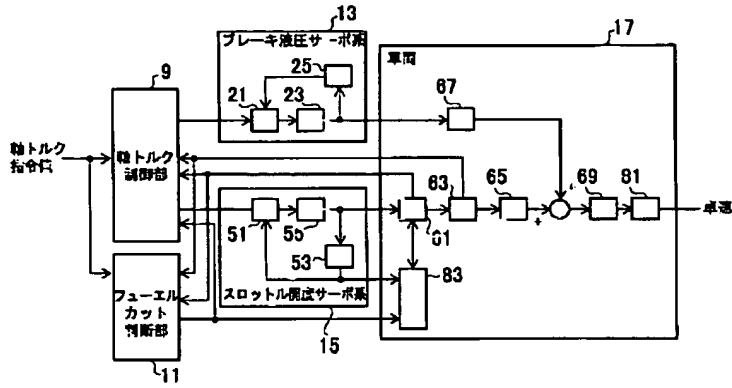 13
17
ブレーキ液圧サーボ系
車両
9
25
67
21
23
軸トルク
指令値
軸トルク
制御部
63
65
69
81
車速
51
55
61
+
53
83
フューエル
カット
判断部
スロットル開度サーボ系
15
11